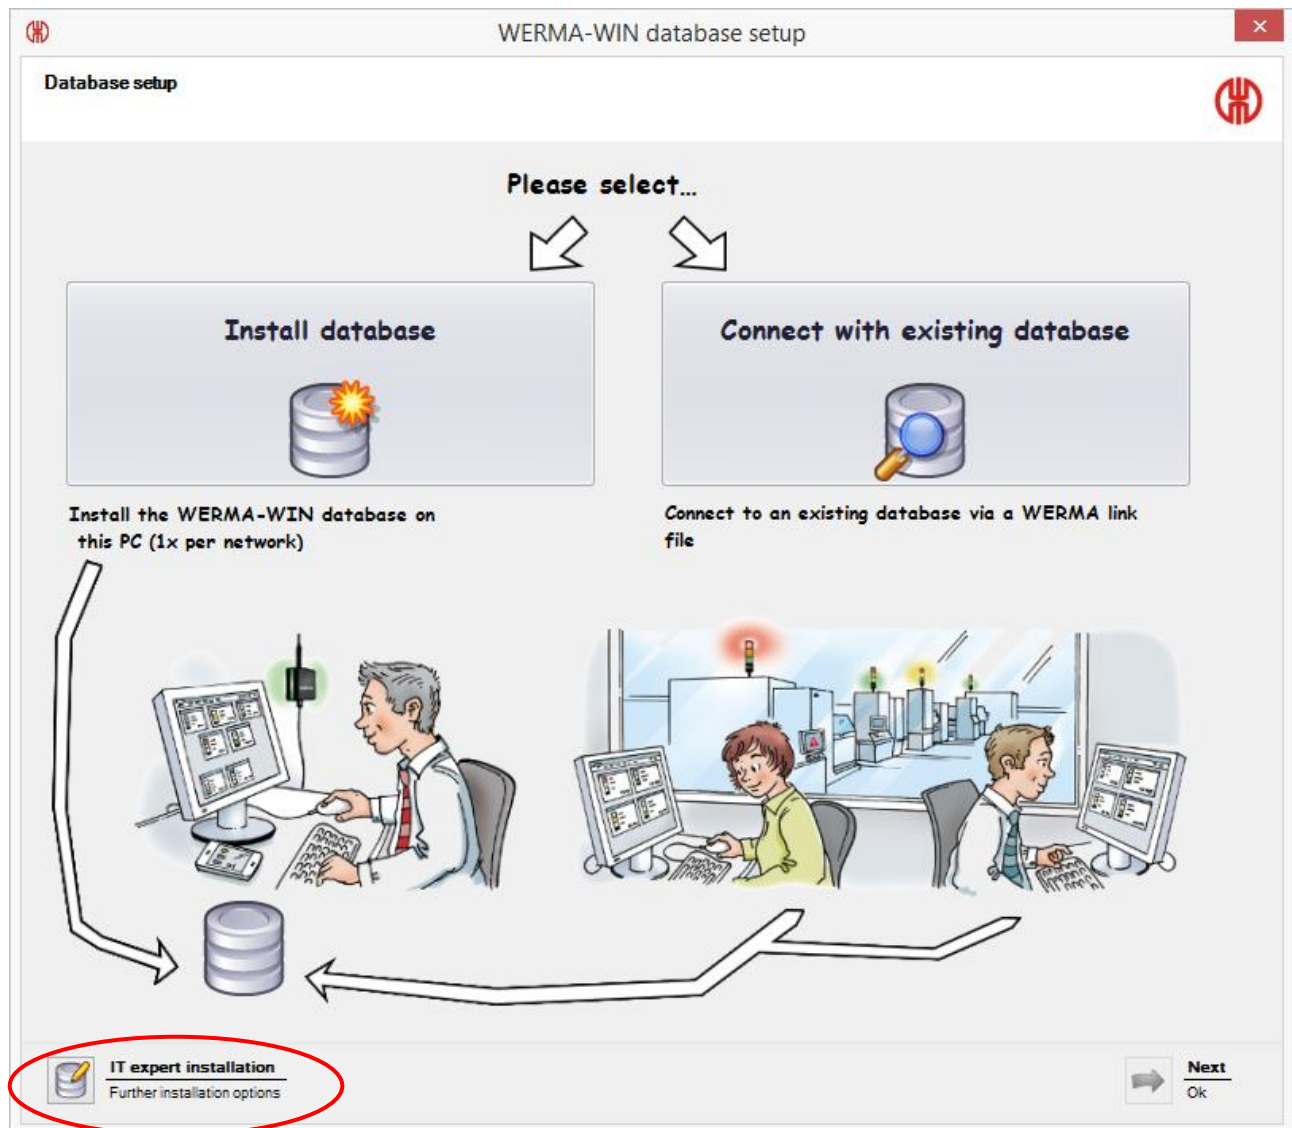 WERMA-WIN database setup
Database setup
Please select...
Install database
Connect with existing database
Install the WERMA-WIN database on
this PC (1x per network)
Connect to an existing database via a WERMA link
file
IT expert installation
Further installation options
Next
Ok